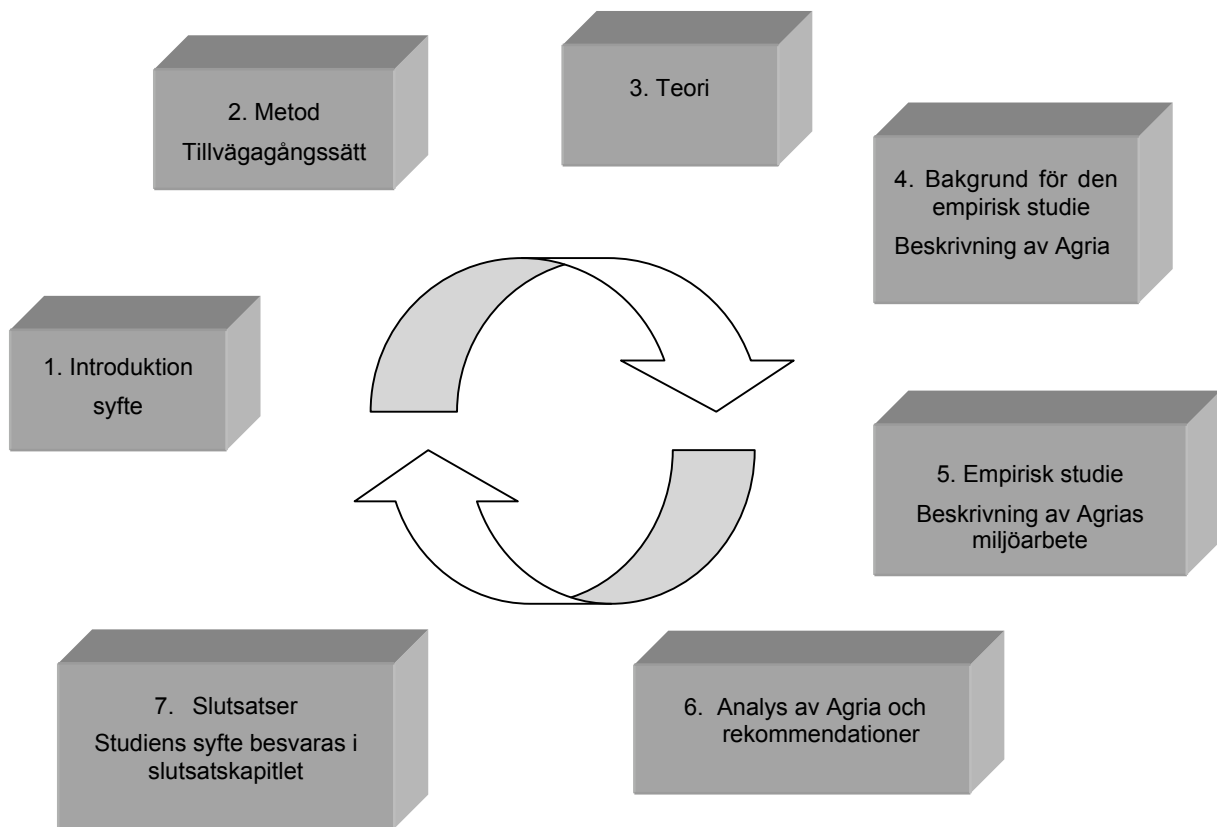 1. Introduktion
syfte
2. Metod
Tillvägagångssätt
3. Teori
4. Bakgrund för den
empirisk studie
Beskrivning av Agria
5. Empirisk studie
Beskrivning av Agrias
miljöarbete
6. Analys av Agria och
rekommendationer
7. Slutsatser
Studiens syfte besvaras i
slutsatskapitlet